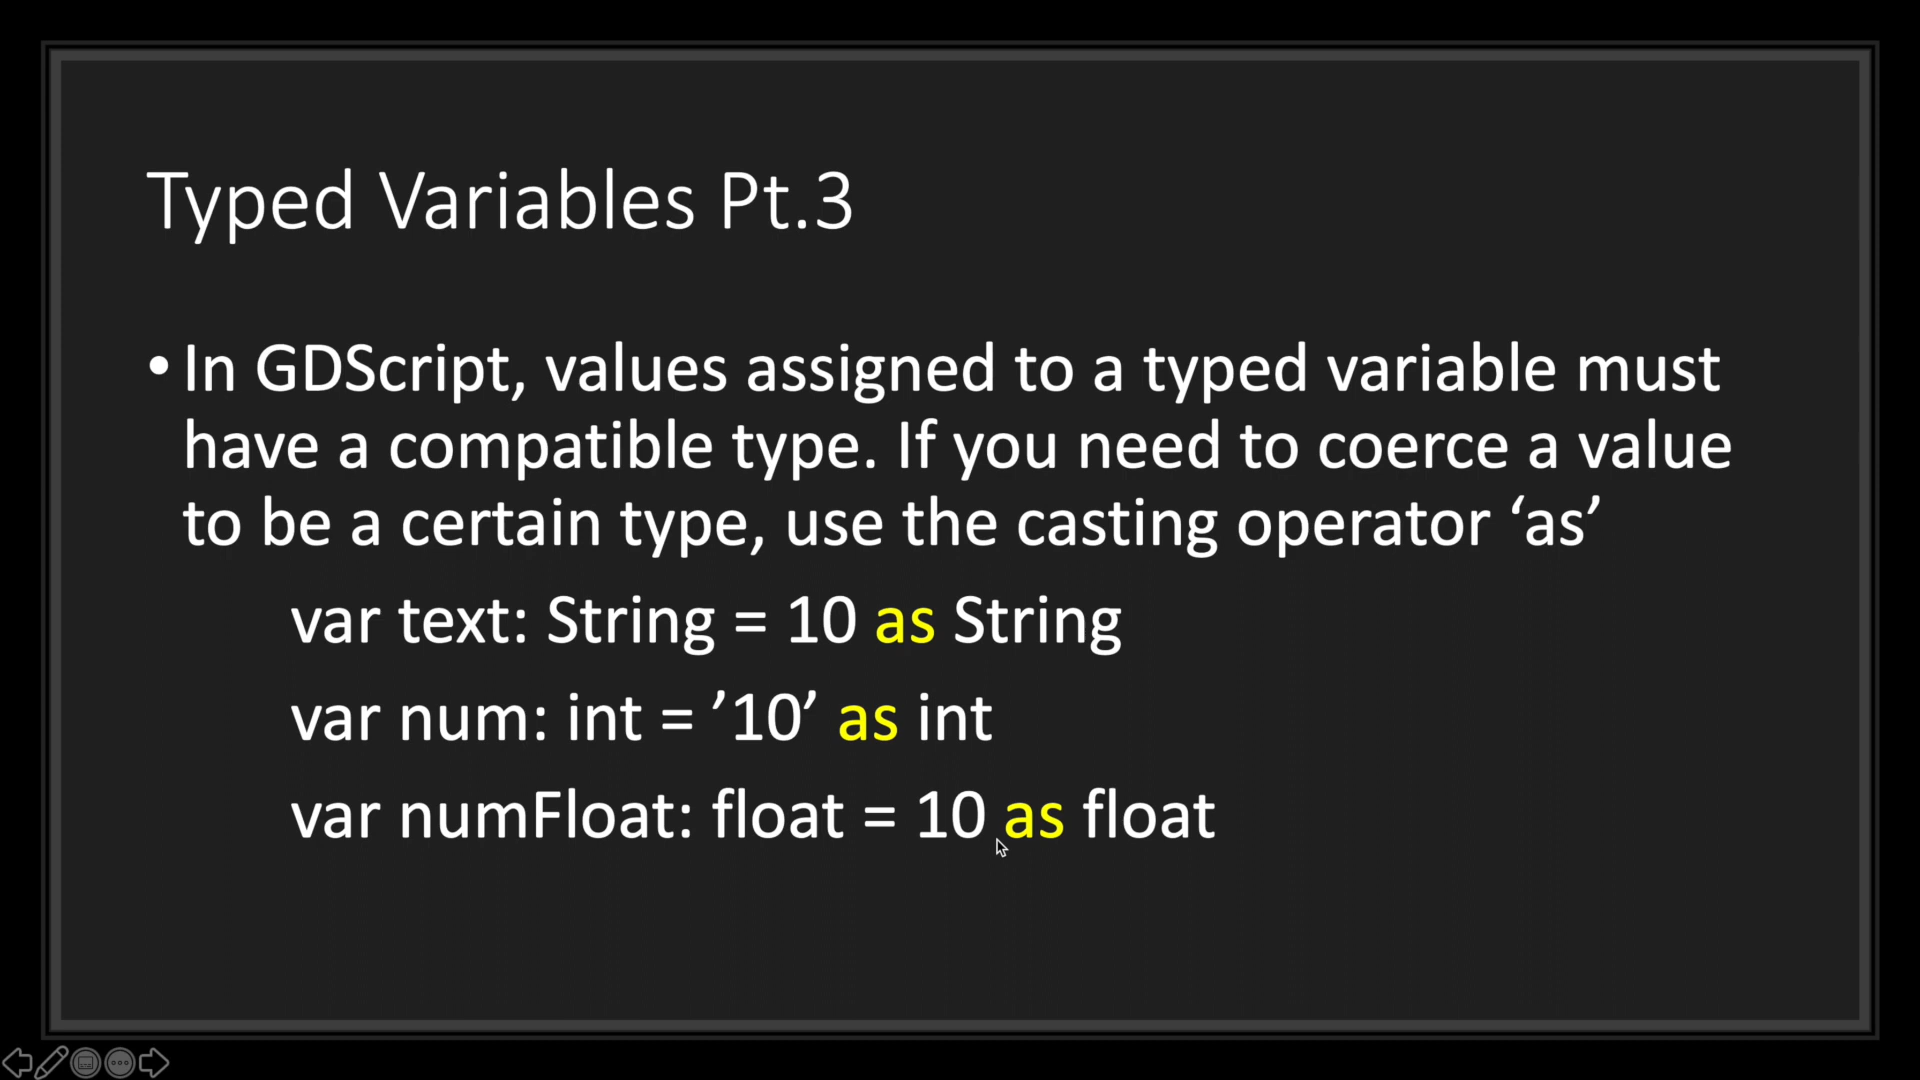 Typed Variables Pt.3
• In GDScript, values assigned to a typed variable must
have a compatible type. If you need to coerce a value
to be a certain type, use the casting operator ‘as’
var text: String = 10 as String
var num: int = ’10’ as int
var numFloat: float = 10 as float